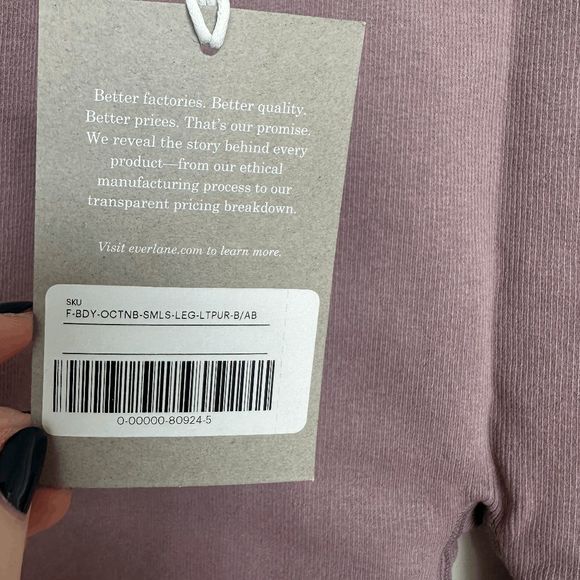 Better factories. Better quality.
Better prices. That's our promise.
We reveal the story behind every
product—from our ethical
manufacturing process to our
transparent pricing breakdown.
Visit everlane.com to learn more.
SKU
F-BDY-OCTNB-SMLS-LEG-LTPUR-B/AB
0-00000-80924-5